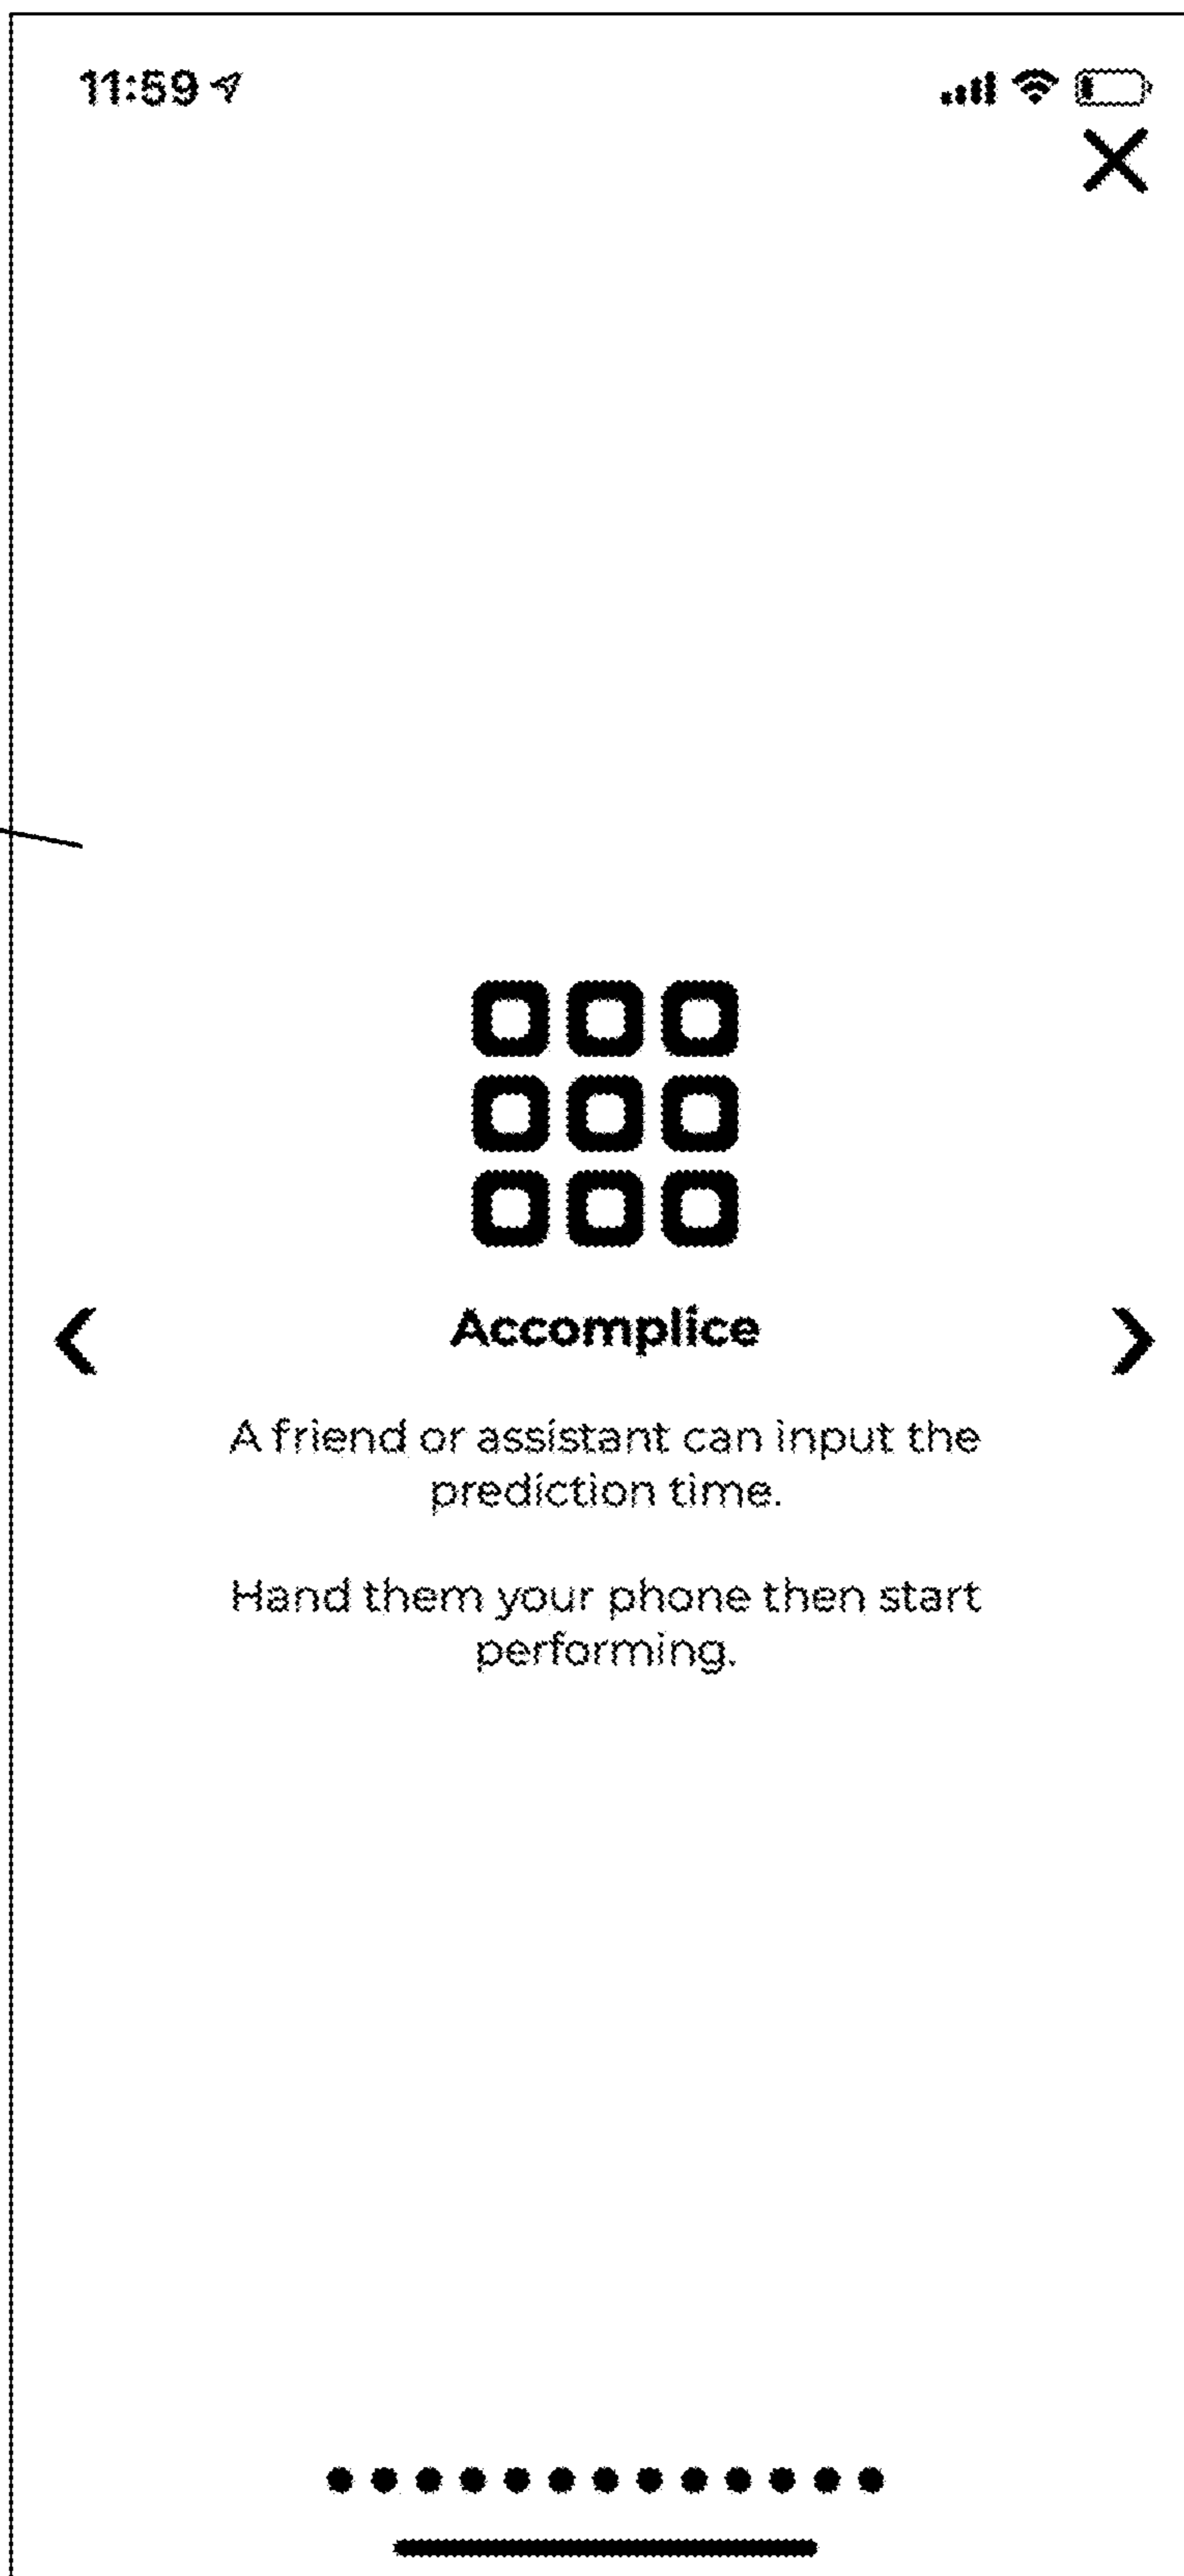 11:59
Accomplice
A friend or assistant can input the
prediction time.
Hand them your phone then start
performing.